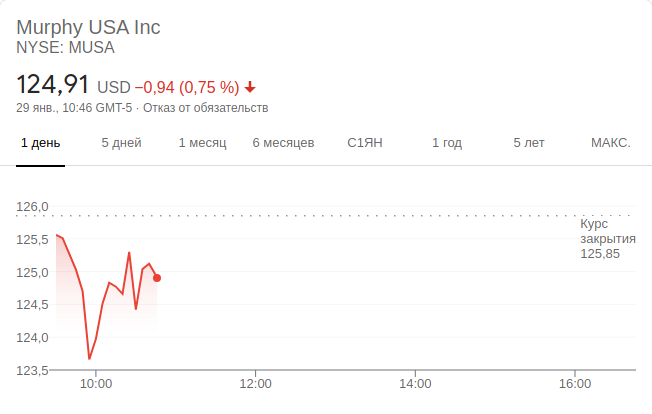 Murphy USA Inc
NYSE: MUSA
124,91 USD −0,94 (0,75 %)
29 янв., 10:46 GMT-5 · Отказ от обязательств
1 день 5 дней 1 месяц 6 месяцев С1ЯН 1 год 5 лет МАКС.
126,0
Курс
закрытия
125,85
125,5
125,0
124,5
124,0
123,5
10:00 12:00 14:00 16:00